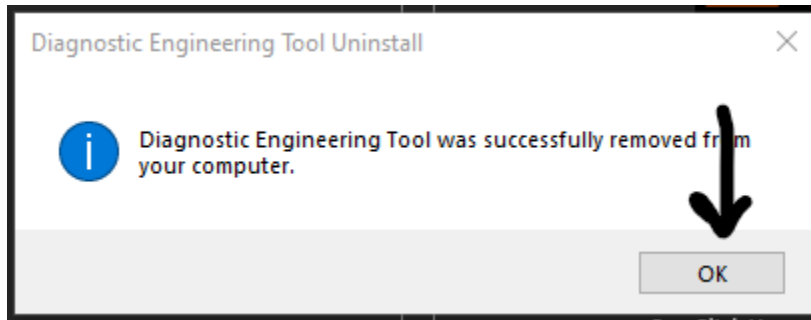 Diagnostic Engineering Tool Uninstall
Diagnostic Engineering Tool was successfully removed from
your computer.
OK